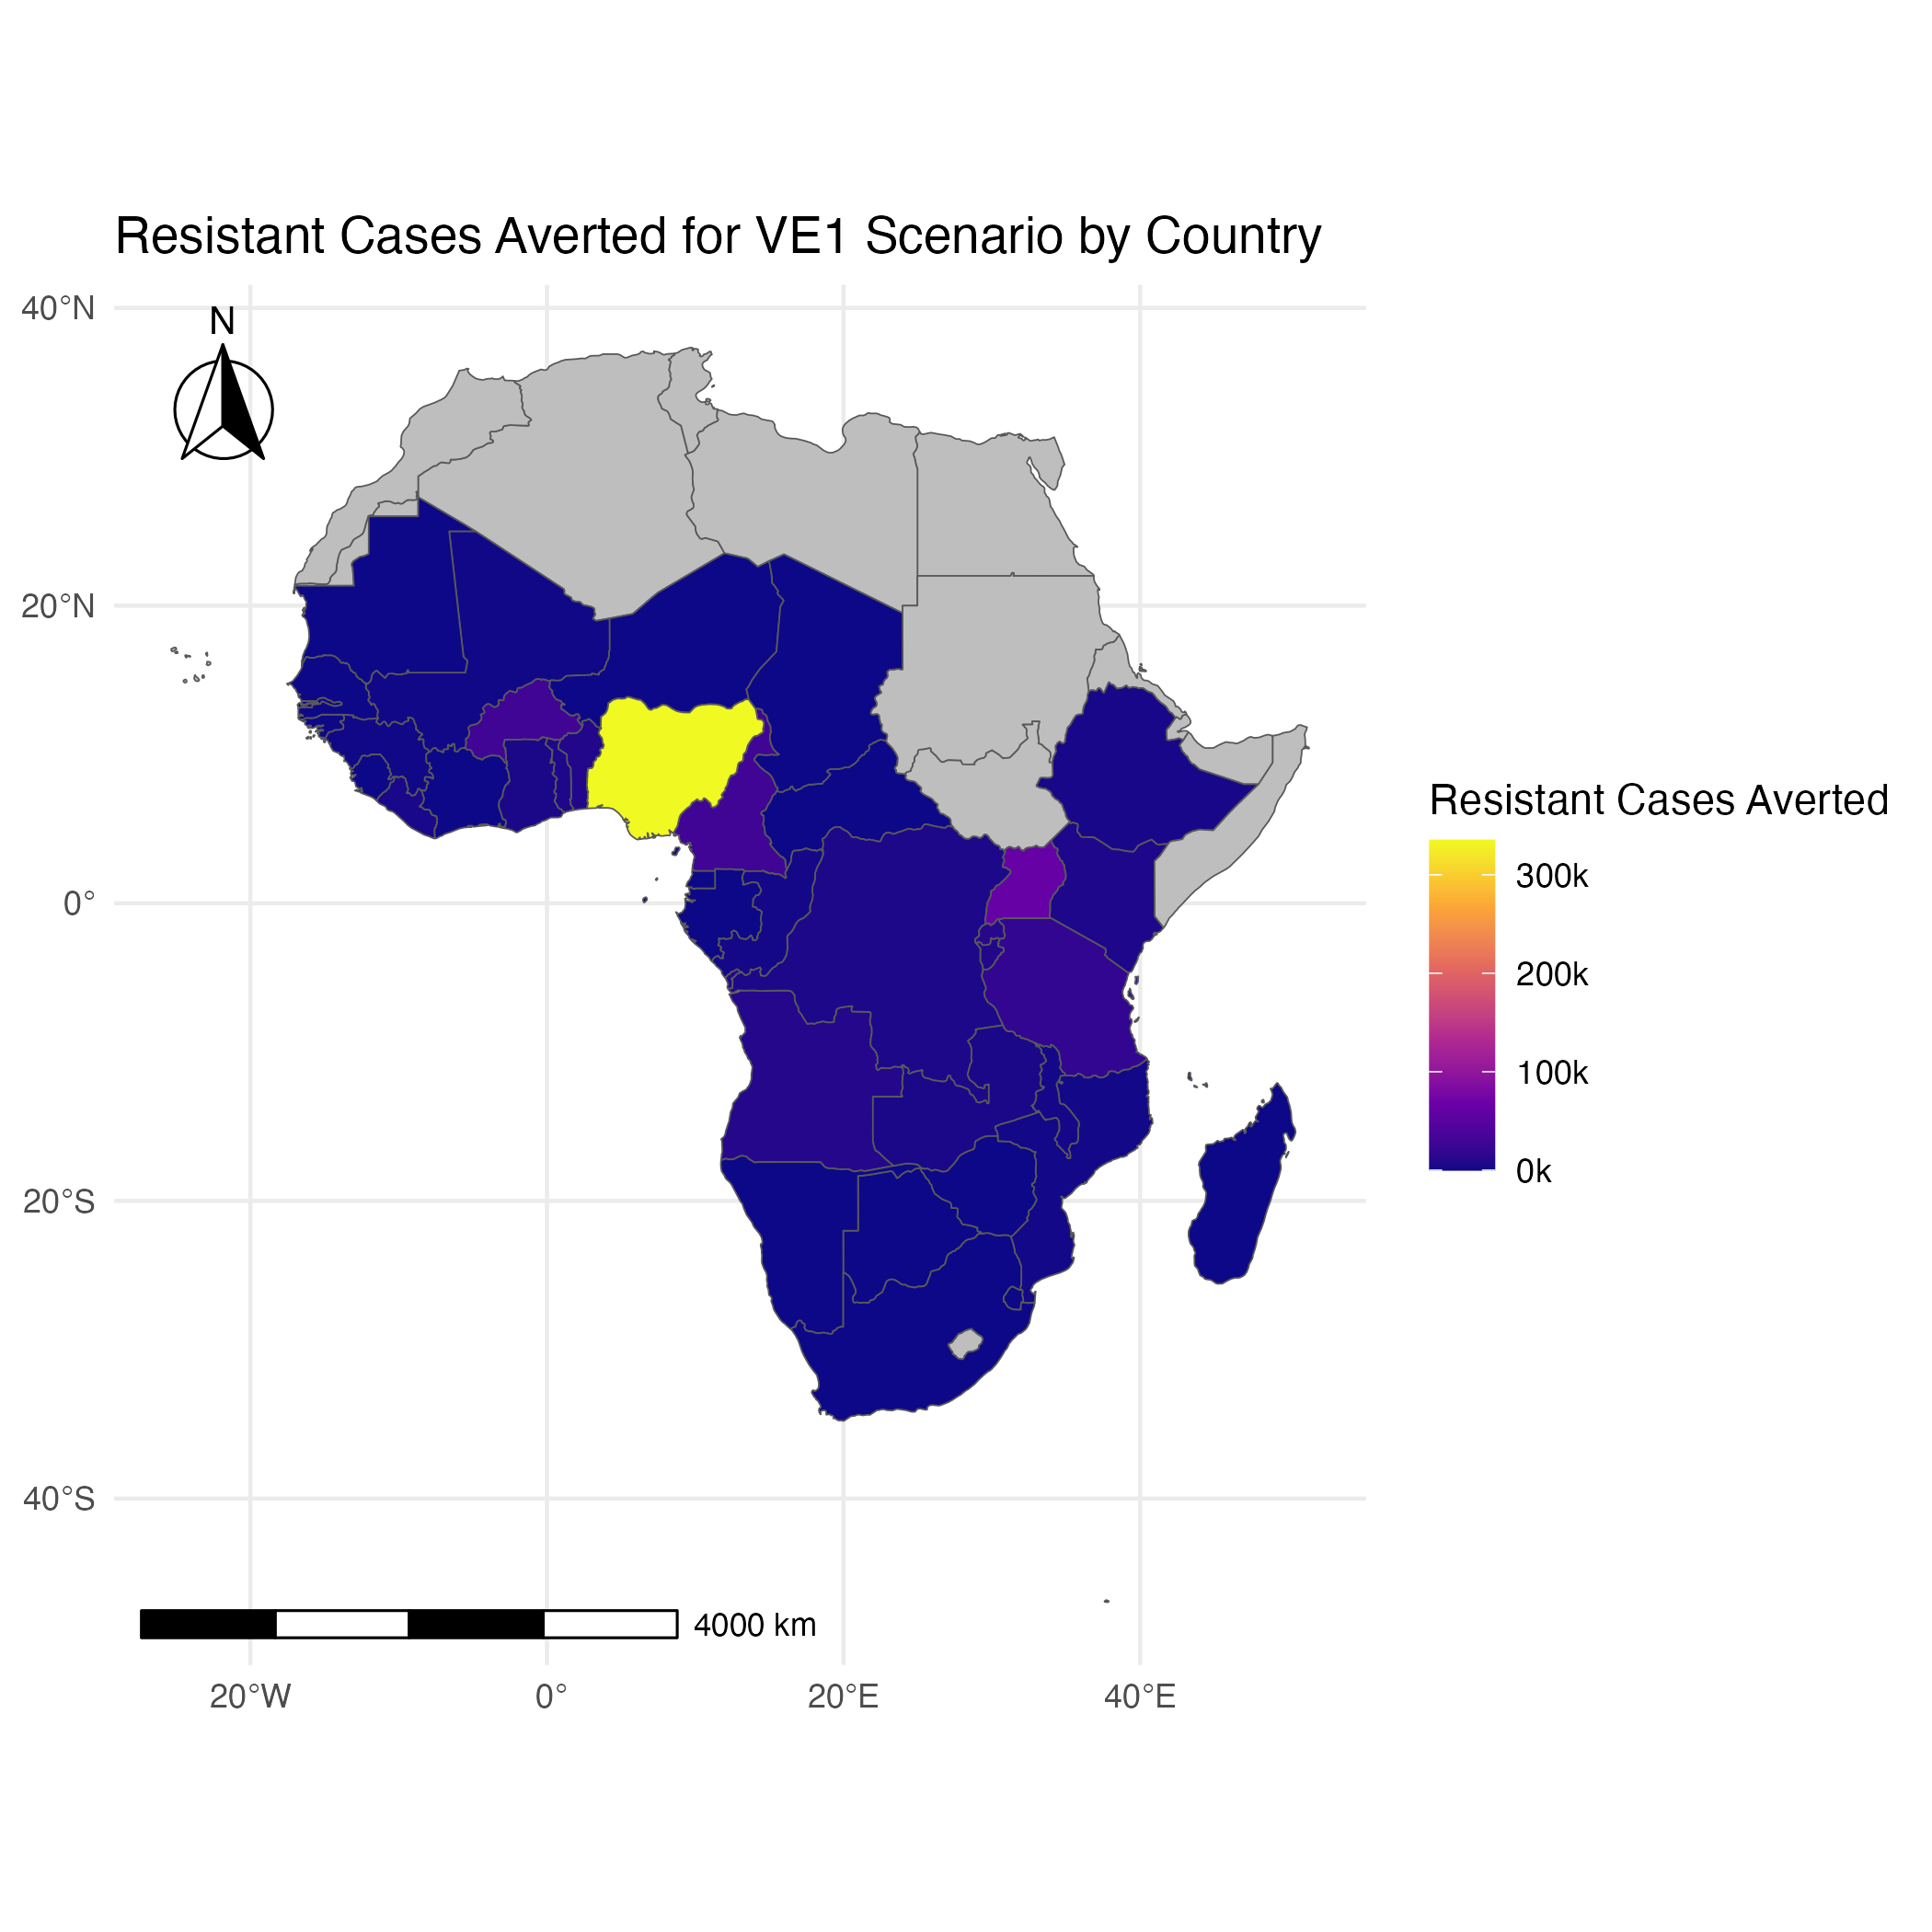 Resistant Cases Averted for VE1 Scenario by Country
40°N
N
20°N
0°
20°S
40°S
Resistant Cases Averted
300k
200k
100k
0k
4000 km
20°W
0°
20°E
40°E